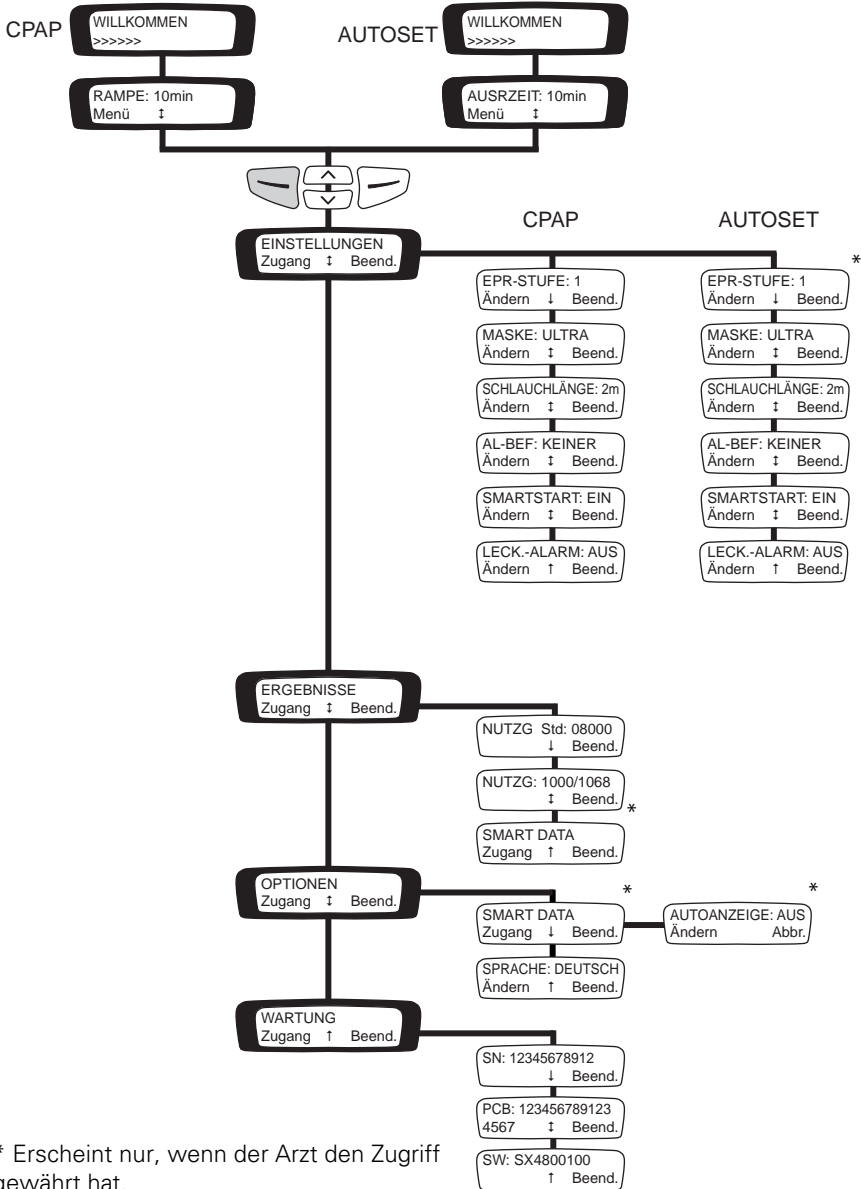 CPAP
WILLKOMMEN
>>>>>>
AUTOSET
WILLKOMMEN
>>>>>>
RAMPE: 10min
Menü ↕
AUSRZEIT: 10min
Menü ↕
EINSTELLUNGEN
Zugang ↕ Beend.
CPAP
EPR-STUFE: 1
Ändern ↓ Beend.
MASKE: ULTRA
Ändern ↕ Beend.
SCHLAUCHLÄNGE: 2m
Ändern ↕ Beend.
AL-BEF: KEINER
Ändern ↕ Beend.
SMARTSTART: EIN
Ändern ↕ Beend.
LECK.-ALARM: AUS
Ändern ↑ Beend.
AUTOSET
*
EPR-STUFE: 1
Ändern ↓ Beend.
MASKE: ULTRA
Ändern ↕ Beend.
SCHLAUCHLÄNGE: 2m
Ändern ↕ Beend.
AL-BEF: KEINER
Ändern ↕ Beend.
SMARTSTART: EIN
Ändern ↕ Beend.
LECK.-ALARM: AUS
Ändern ↑ Beend.
ERGEBNISSE
Zugang ↕ Beend.
NUTZG Std: 08000
↓ Beend.
NUTZG: 1000/1068
↕ Beend.
*
SMART DATA
Zugang ↑ Beend.
OPTIONEN
Zugang ↕ Beend.
*
SMART DATA
Zugang ↓ Beend.
*
AUTOANZEIGE: AUS
Ändern Abbr.
SPRACHE: DEUTSCH
Ändern ↑ Beend.
WARTUNG
Zugang ↑ Beend.
SN: 12345678912
↓ Beend.
PCB: 123456789123
4567 ↕ Beend.
SW: SX4800100
↑ Beend.
* Erscheint nur, wenn der Arzt den Zugriff
gewährt hat